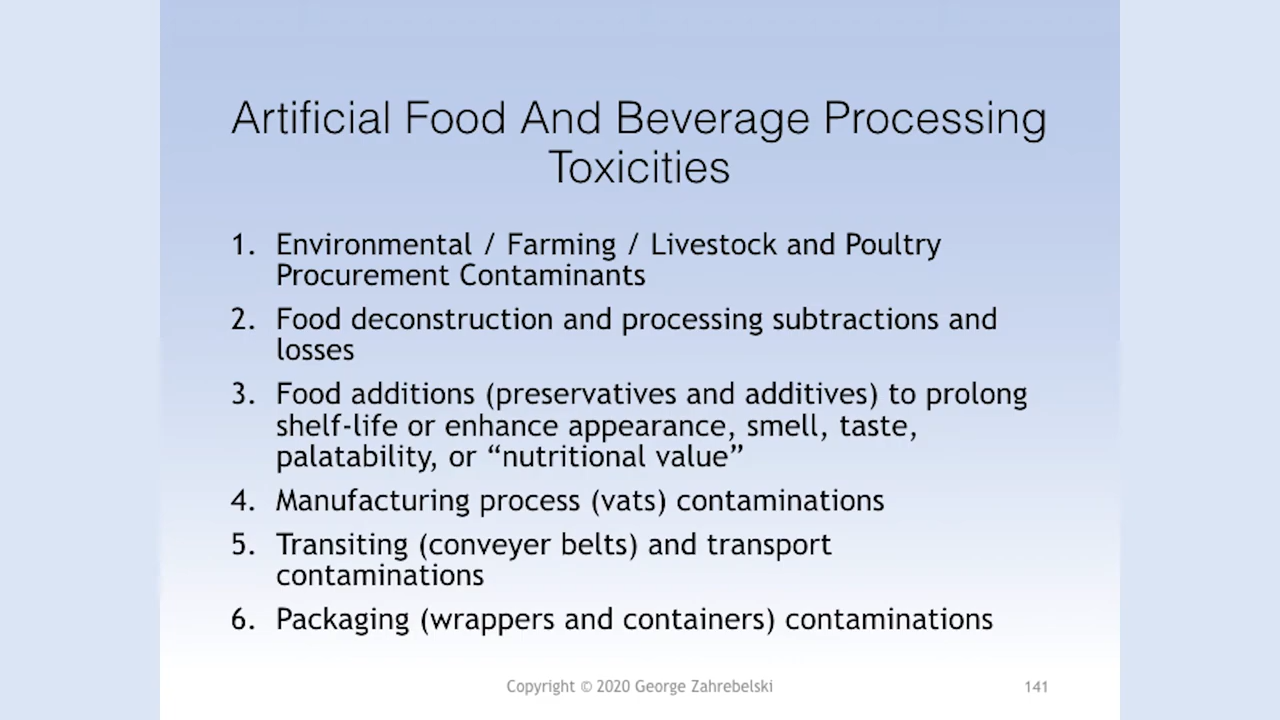 Artificial Food And Beverage Processing
Toxicities
1. Environmental / Farming / Livestock and Poultry
Procurement Contaminants
2. Food deconstruction and processing subtractions and
losses
3. Food additions (preservatives and additives) to prolong
shelf-life or enhance appearance, smell, taste,
palatability, or “nutritional value”
4. Manufacturing process (vats) contaminations
5. Transiting (conveyer belts) and transport
contaminations
6. Packaging (wrappers and containers) contaminations
Copyright © 2020 George Zahrebelski
141